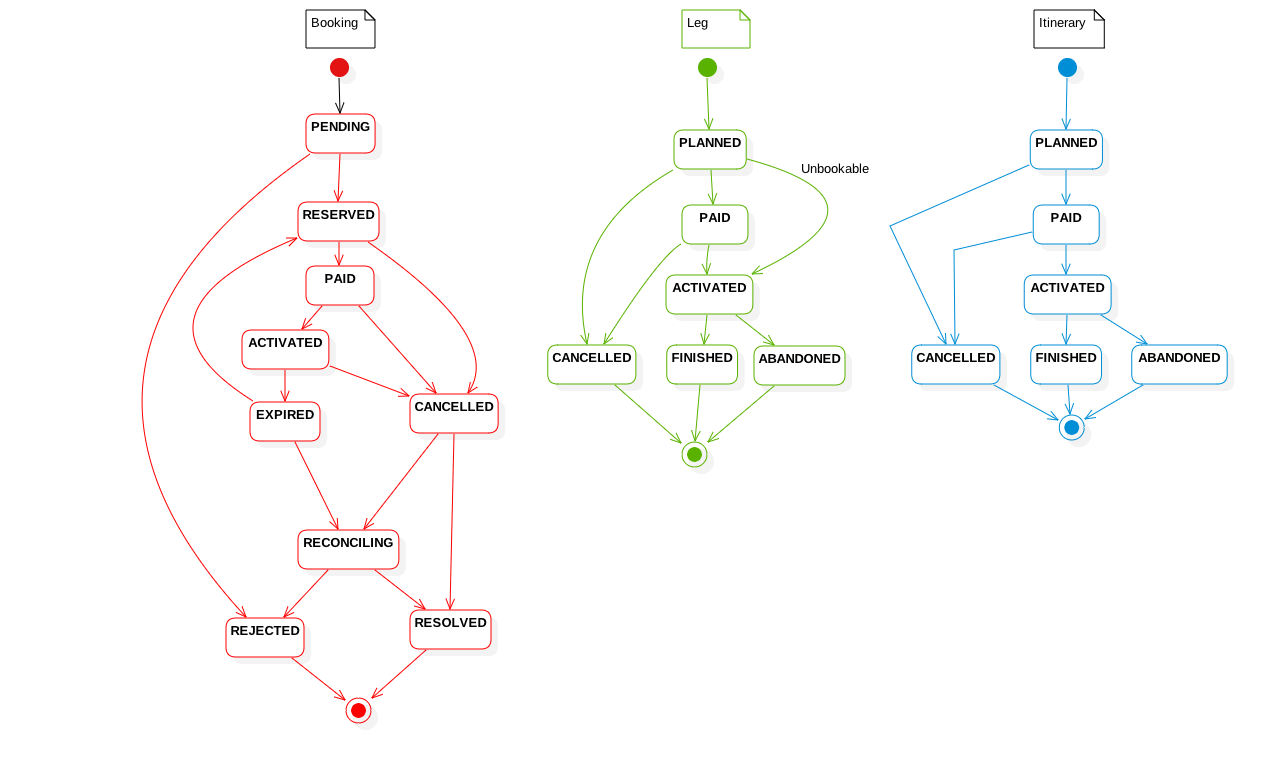 Booking
PENDING
RESERVED
PAID
ACTIVATED
EXPIRED
CANCELLED
RECONCILING
REJECTED
RESOLVED
Leg
PLANNED
Unbookable
PAID
ACTIVATED
CANCELLED
FINISHED
ABANDONED
Itinerary
PLANNED
PAID
ACTIVATED
CANCELLED
FINISHED
ABANDONED